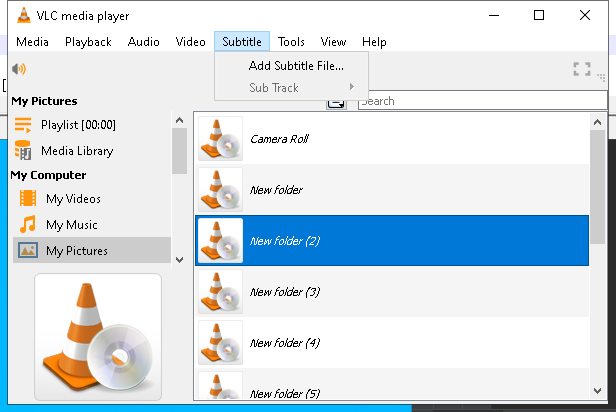 VLC media player
Media Playback Audio Video Subtitle Tools View Help
Add Subtitle File...
Sub Track
My Pictures
Search
Playlist [00:00]
Media Library
My Computer
My Videos
My Music
My Pictures
Camera Roll
New folder
New folder (2)
New folder (3)
New folder (4)
New folder (5)